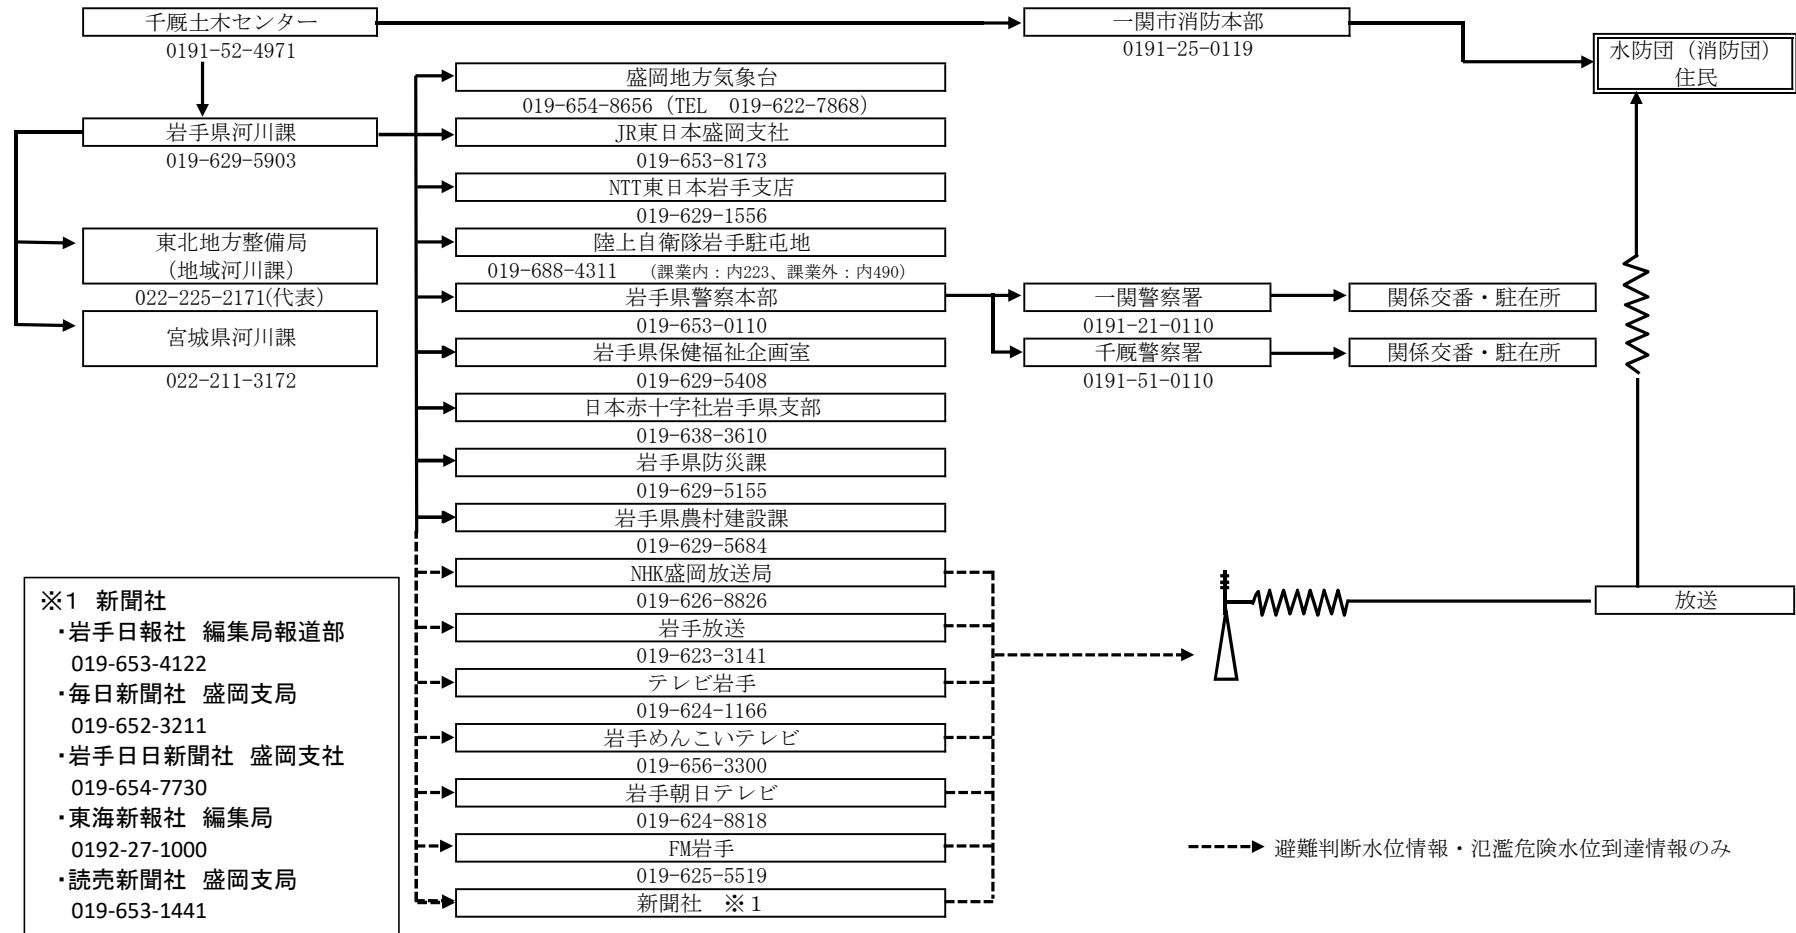 千厩土木センター
0191-52-4971
一関市消防本部
0191-25-0119
水防団（消防団）
住民
盛岡地方気象台
019-654-8656（TEL　019-622-7868）
岩手県河川課
019-629-5903
JR東日本盛岡支社
019-653-8173
NTT東日本岩手支店
019-629-1556
東北地方整備局
（地域河川課）
022-225-2171(代表）
陸上自衛隊岩手駐屯地
019-688-4311　（課業内：内223、課業外：内490）
宮城県河川課
022-211-3172
岩手県警察本部
019-653-0110
一関警察署
0191-21-0110
関係交番・駐在所
岩手県保健福祉企画室
019-629-5408
千厩警察署
0191-51-0110
関係交番・駐在所
日本赤十字社岩手県支部
019-638-3610
岩手県防災課
019-629-5155
岩手県農村建設課
019-629-5684
NHK盛岡放送局
019-626-8826
岩手放送
019-623-3141
テレビ岩手
019-624-1166
岩手めんこいテレビ
019-656-3300
岩手朝日テレビ
019-624-8818
FM岩手
019-625-5519
新聞社　※１
放送
避難判断水位情報・氾濫危険水位到達情報のみ
※１　新聞社
・岩手日報社　編集局報道部
019-653-4122
・毎日新聞社　盛岡支局
019-652-3211
・岩手日日新聞社　盛岡支社
019-654-7730
・東海新報社　編集局
0192-27-1000
・読売新聞社　盛岡支局
019-653-1441